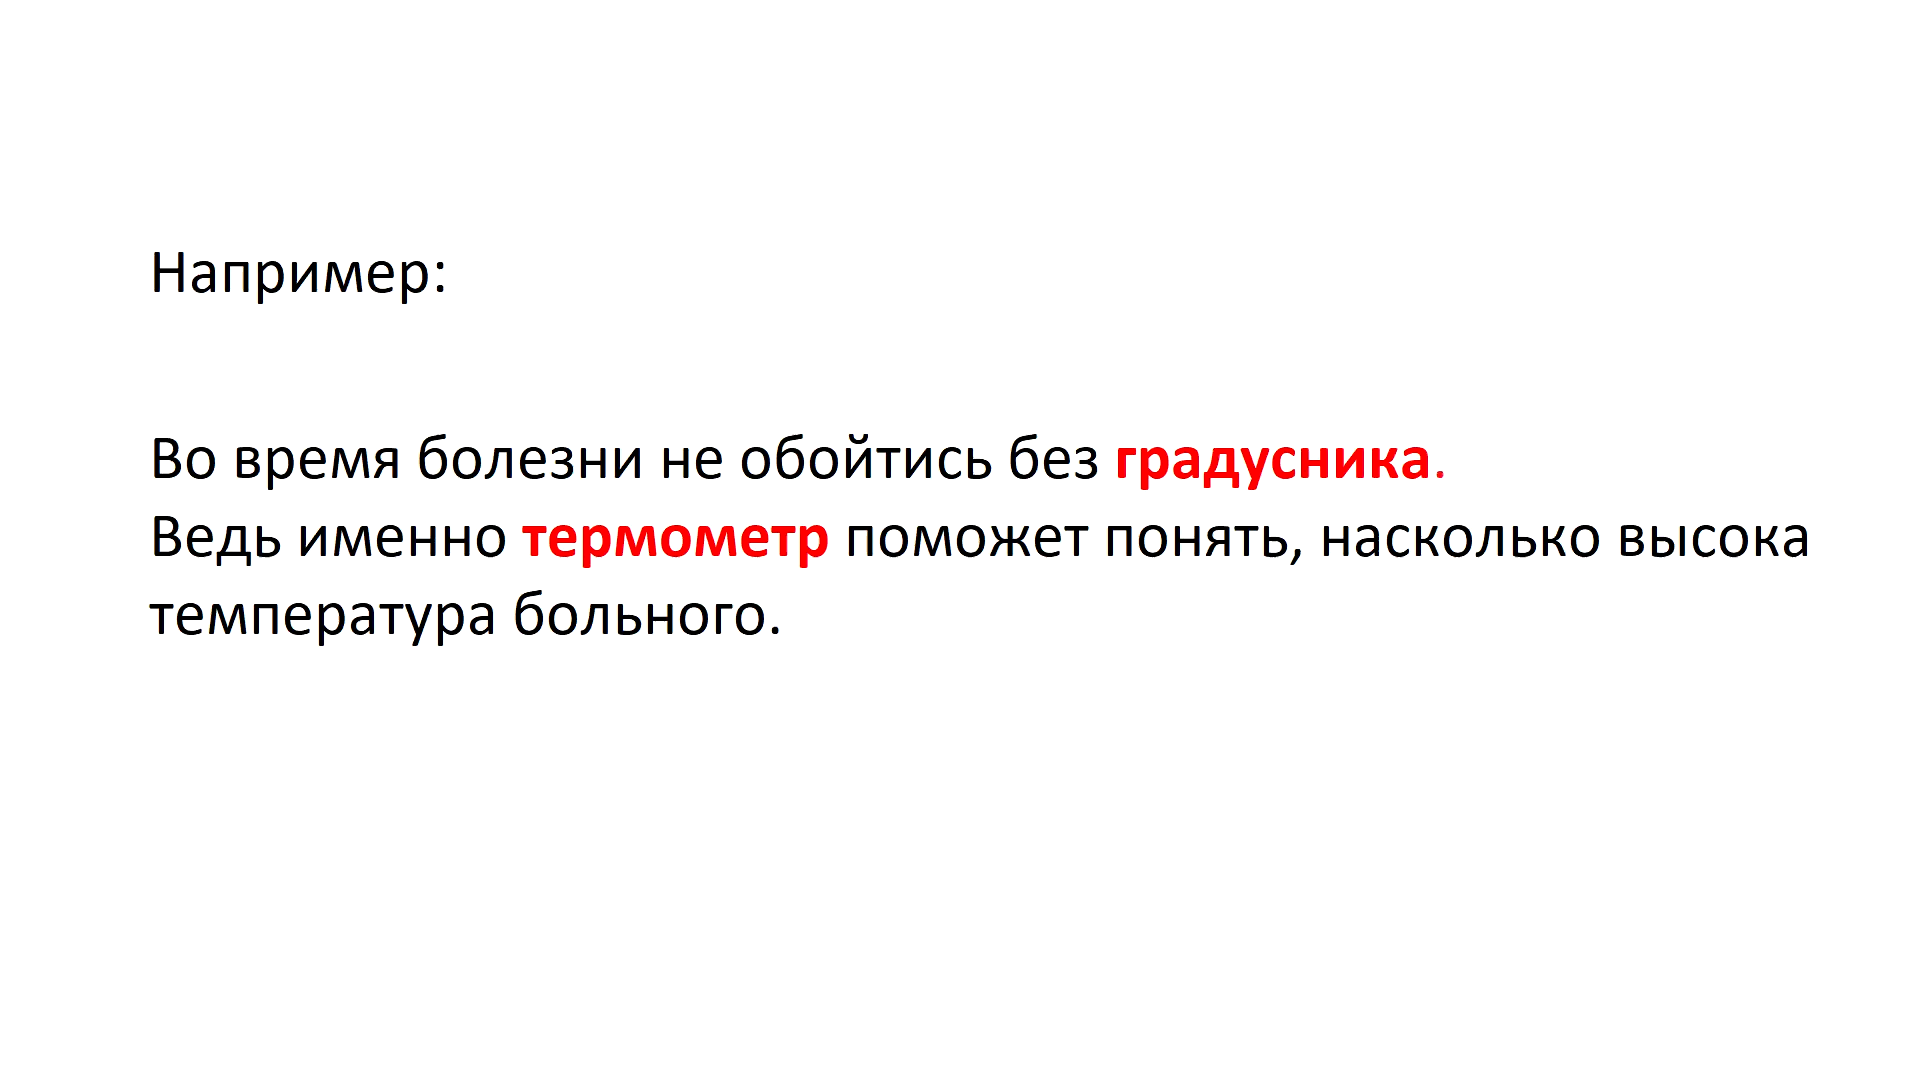 Например:
Во время болезни не обойтись без градусника.
Ведь именно термометр поможет понять, насколько высока
температура больного.